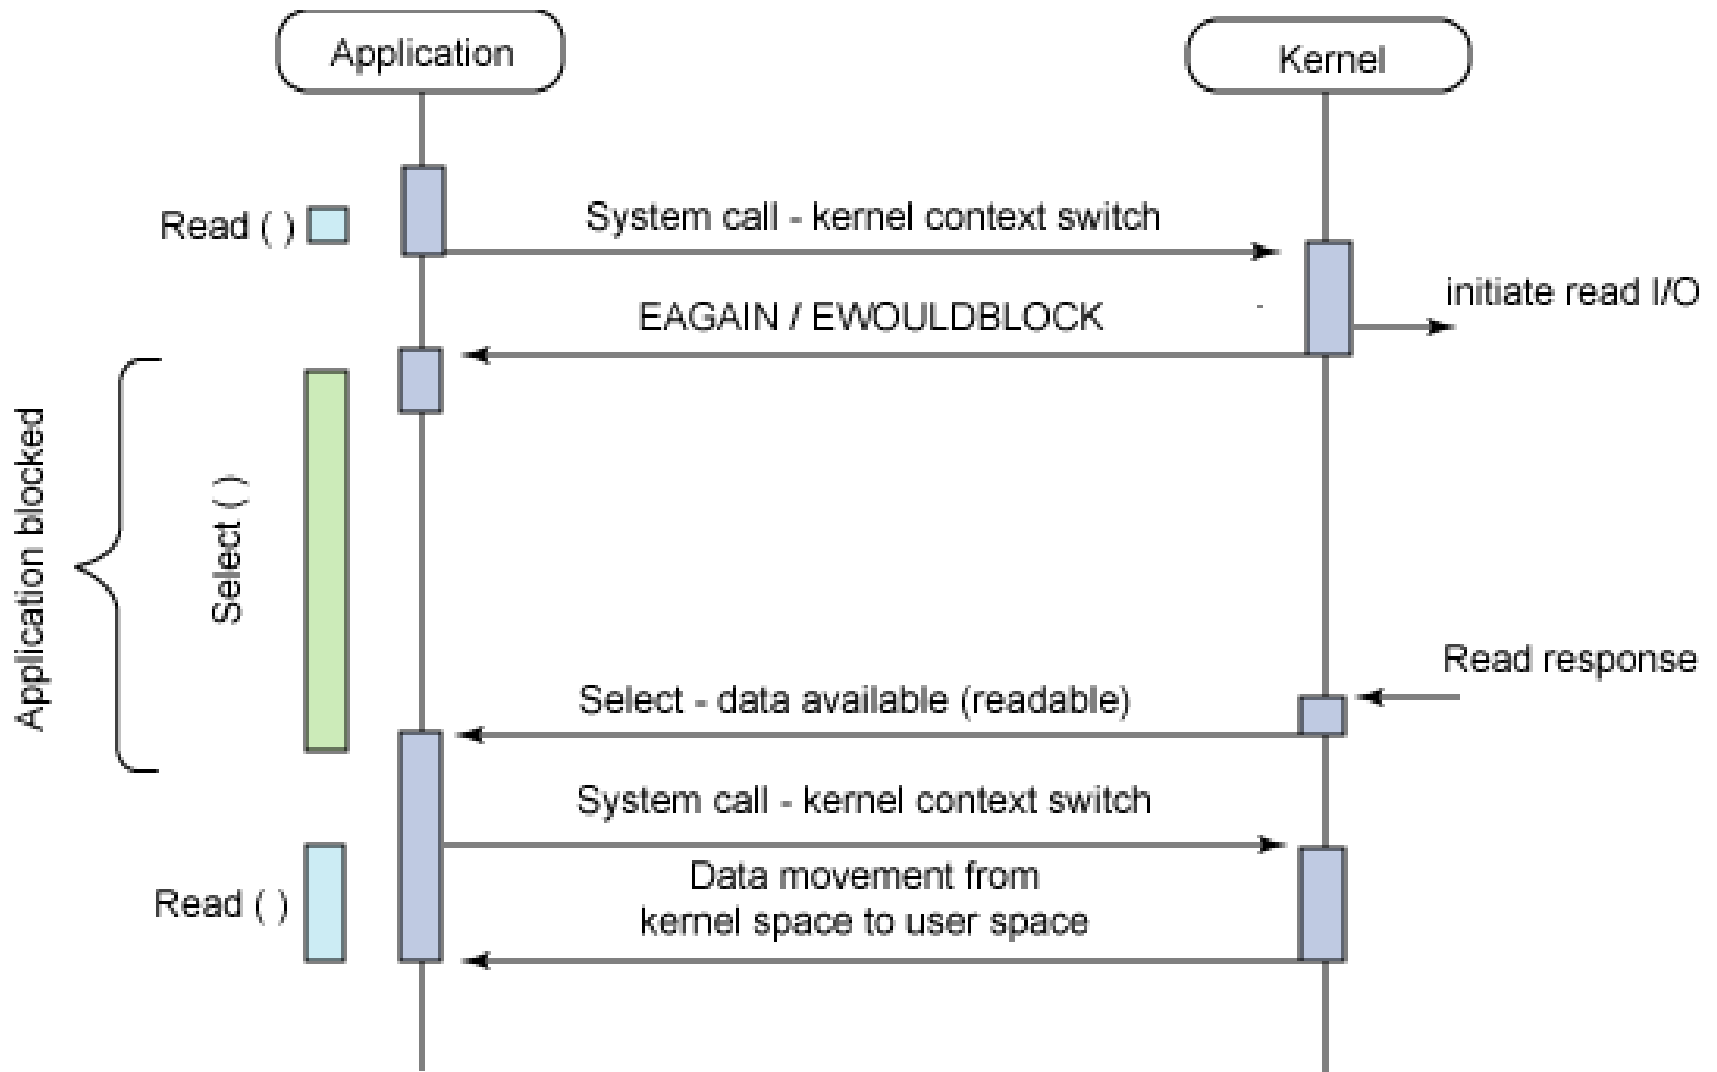 Application
Kernel
Read ( )
System call - kernel context switch
initiate read I/O
EAGAIN / EWOULDBLOCK
Application blocked
Select ( )
Read response
Select - data available (readable)
System call - kernel context switch
Data movement from
kernel space to user space
Read ( )